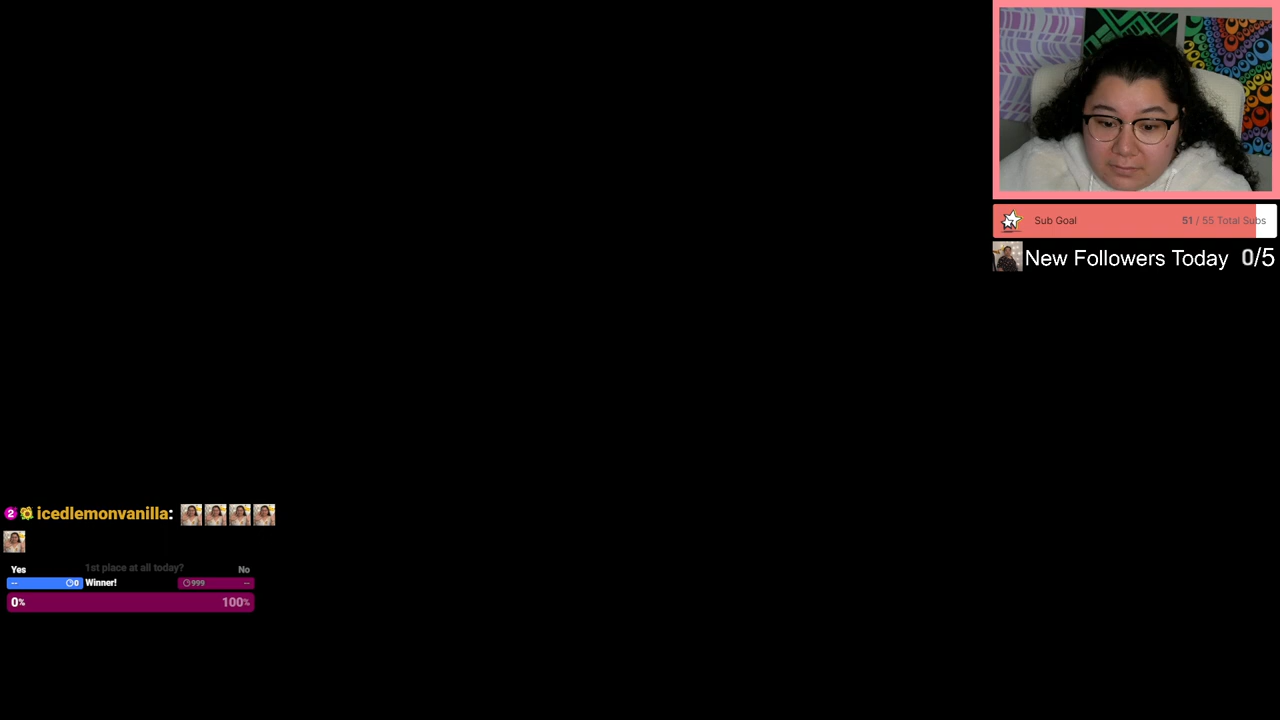 Sub Goal 51 / 55 Total Subs
New Followers Today 0/5
2 icedlemonvanilla:
1st place at all today?
Yes No
-- 0 Winner! 999 --
0% 100%